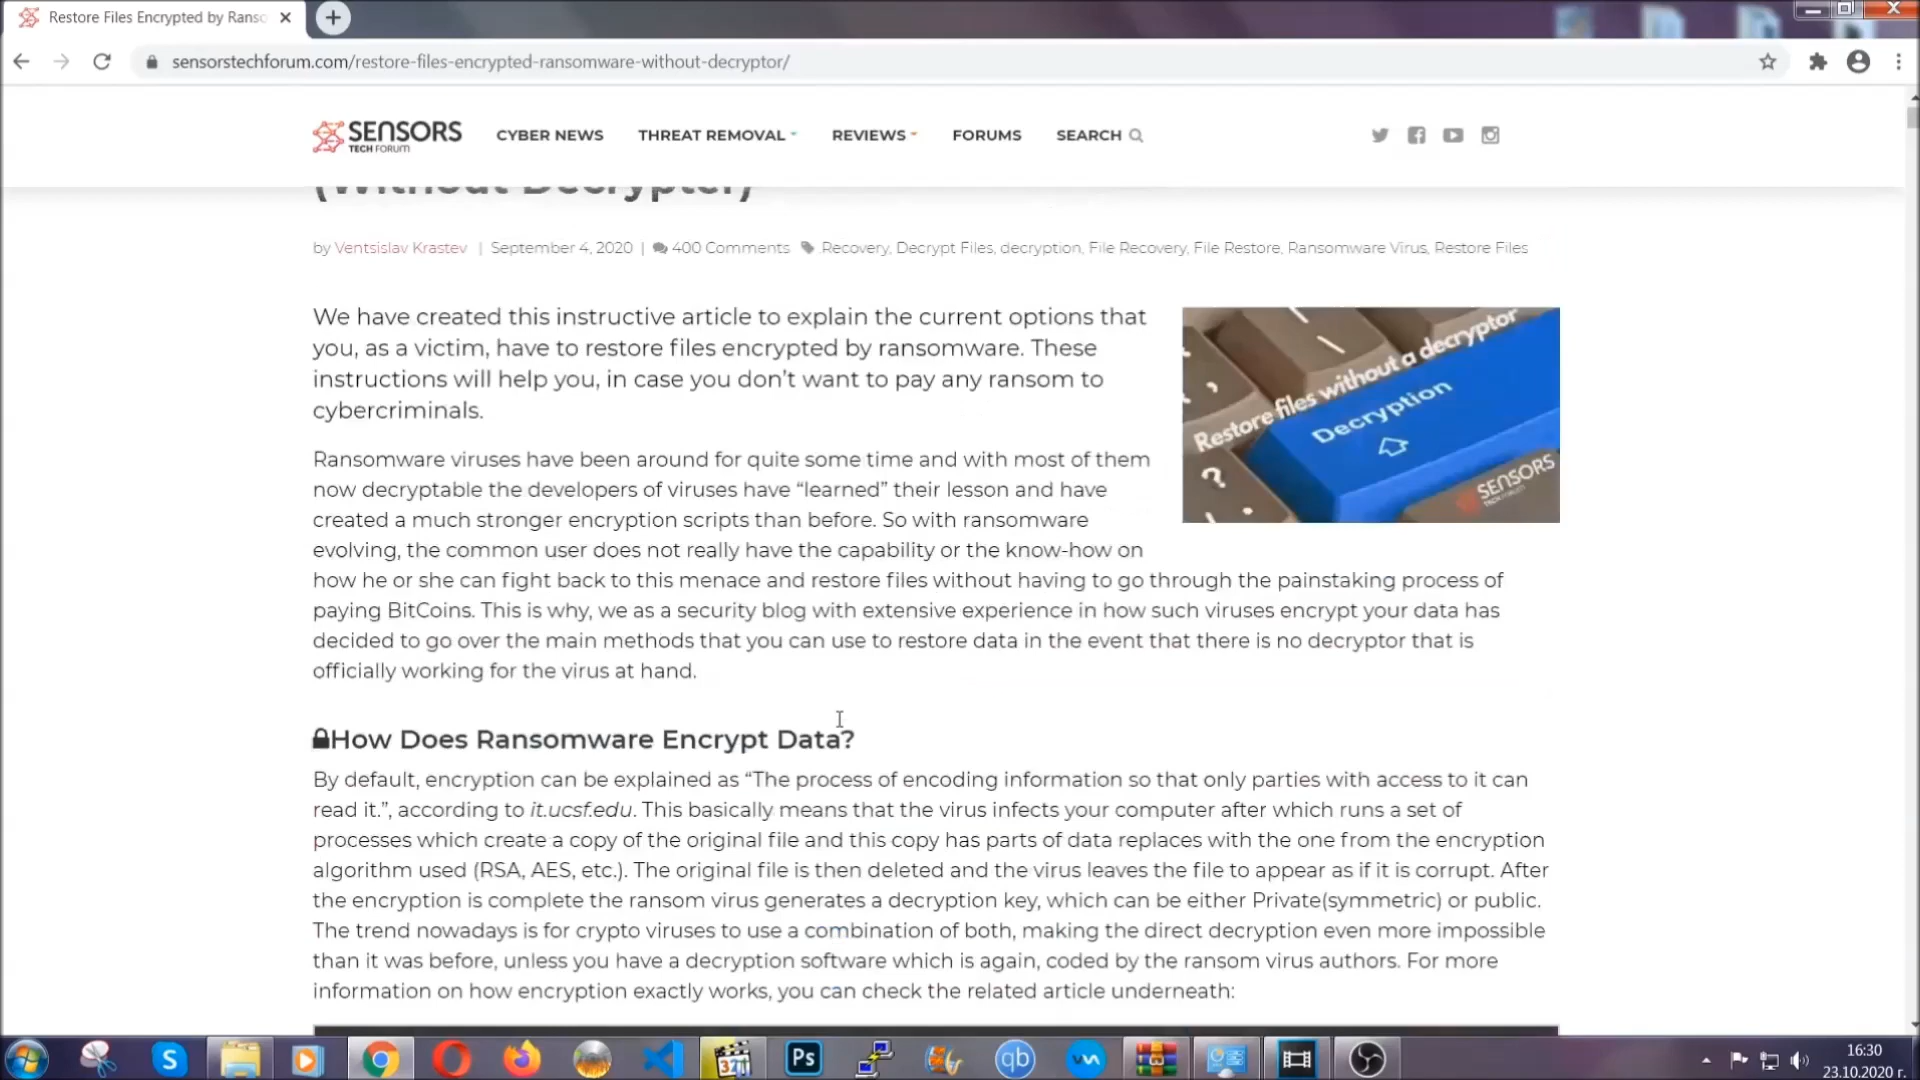 Restore Files Encrypted by Ranso
sensorstechforum.com/restore-files-encrypted-ransomware-without-decryptor/
SENSORS
TECH FORUM
CYBER NEWS
THREAT REMOVAL
REVIEWS
FORUMS
SEARCH
(Without Decrypter)
by Ventsislav Krastev | September 4, 2020 | 400 Comments Recovery, Decrypt Files, decryption, File Recovery, File Restore, Ransomware Virus, Restore Files
We have created this instructive article to explain the current options that
you, as a victim, have to restore files encrypted by ransomware. These
instructions will help you, in case you don’t want to pay any ransom to
cybercriminals.
Restore files without a decryptor
Decryption
SENSORS
Ransomware viruses have been around for quite some time and with most of them
now decryptable the developers of viruses have “learned” their lesson and have
created a much stronger encryption scripts than before. So with ransomware
evolving, the common user does not really have the capability or the know-how on
how he or she can fight back to this menace and restore files without having to go through the painstaking process of
paying BitCoins. This is why, we as a security blog with extensive experience in how such viruses encrypt your data has
decided to go over the main methods that you can use to restore data in the event that there is no decryptor that is
officially working for the virus at hand.
How Does Ransomware Encrypt Data?
By default, encryption can be explained as “The process of encoding information so that only parties with access to it can
read it.”, according to it.ucsf.edu. This basically means that the virus infects your computer after which runs a set of
processes which create a copy of the original file and this copy has parts of data replaces with the one from the encryption
algorithm used (RSA, AES, etc.). The original file is then deleted and the virus leaves the file to appear as if it is corrupt. After
the encryption is complete the ransom virus generates a decryption key, which can be either Private(symmetric) or public.
The trend nowadays is for crypto viruses to use a combination of both, making the direct decryption even more impossible
than it was before, unless you have a decryption software which is again, coded by the ransom virus authors. For more
information on how encryption exactly works, you can check the related article underneath:
321
Ps
qb
16:30
23.10.2020 г.